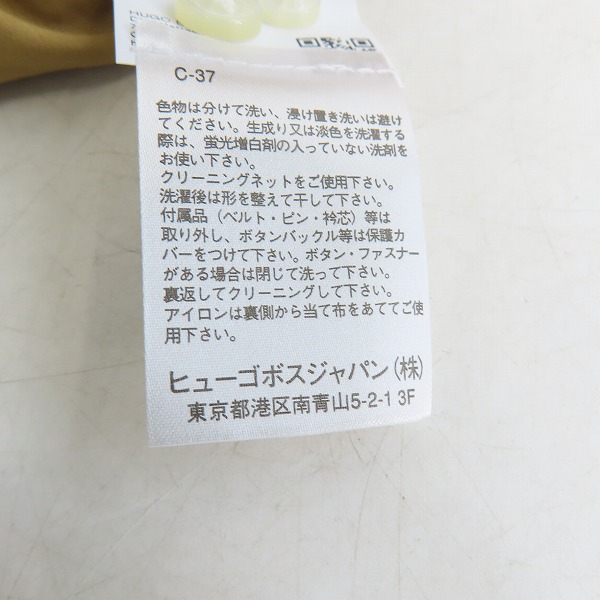 HUGO
C-37
色物は分けて洗い、浸け置き洗いは避け
てください。生成り又は淡色を洗濯する
際は、蛍光増白剤の入っていない洗剤を
お使い下さい。
クリーニングネットをご使用下さい。
洗濯後は形を整えて干して下さい。
付属品（ベルト・ピン・衿芯）等は
取り外し、ボタンバックル等は保護カ
バーをつけて下さい。ボタン・ファスナー
がある場合は閉じて洗って下さい。
裏返してクリーニングして下さい。
アイロンは裏側から当て布をあててご使
用下さい。
ヒューゴボスジャパン(株)
東京都港区南青山5-2-1 3F